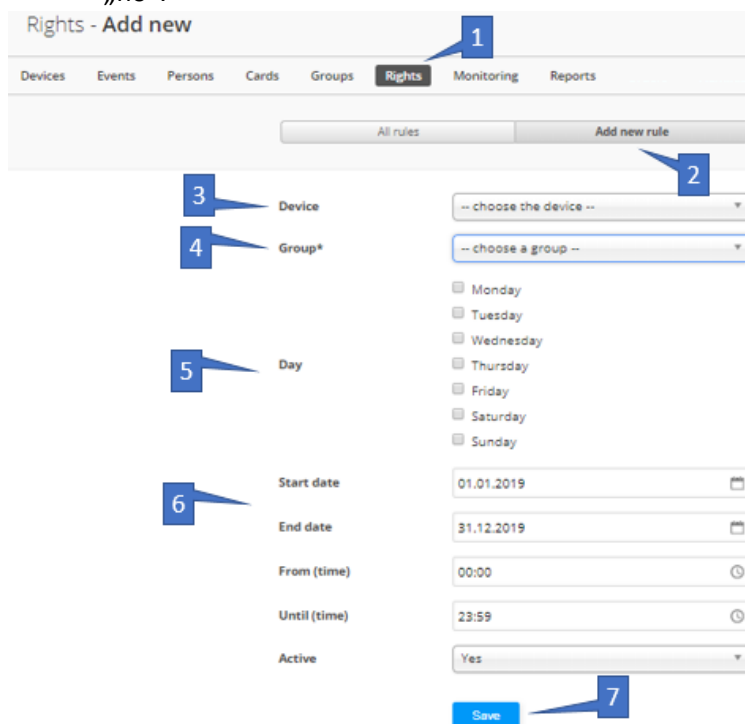 Rights - Add new
1
Devices Events Persons Cards Groups Rights Monitoring Reports
All rules Add new rule
2
3 Device -- choose the device --
4 Group* -- choose a group --
Monday
Tuesday
Wednesday
5 Day Thursday
Friday
Saturday
Sunday
Start date 01.01.2019
6
End date 31.12.2019
From (time) 00:00
Until (time) 23:59
Active Yes
7
Save